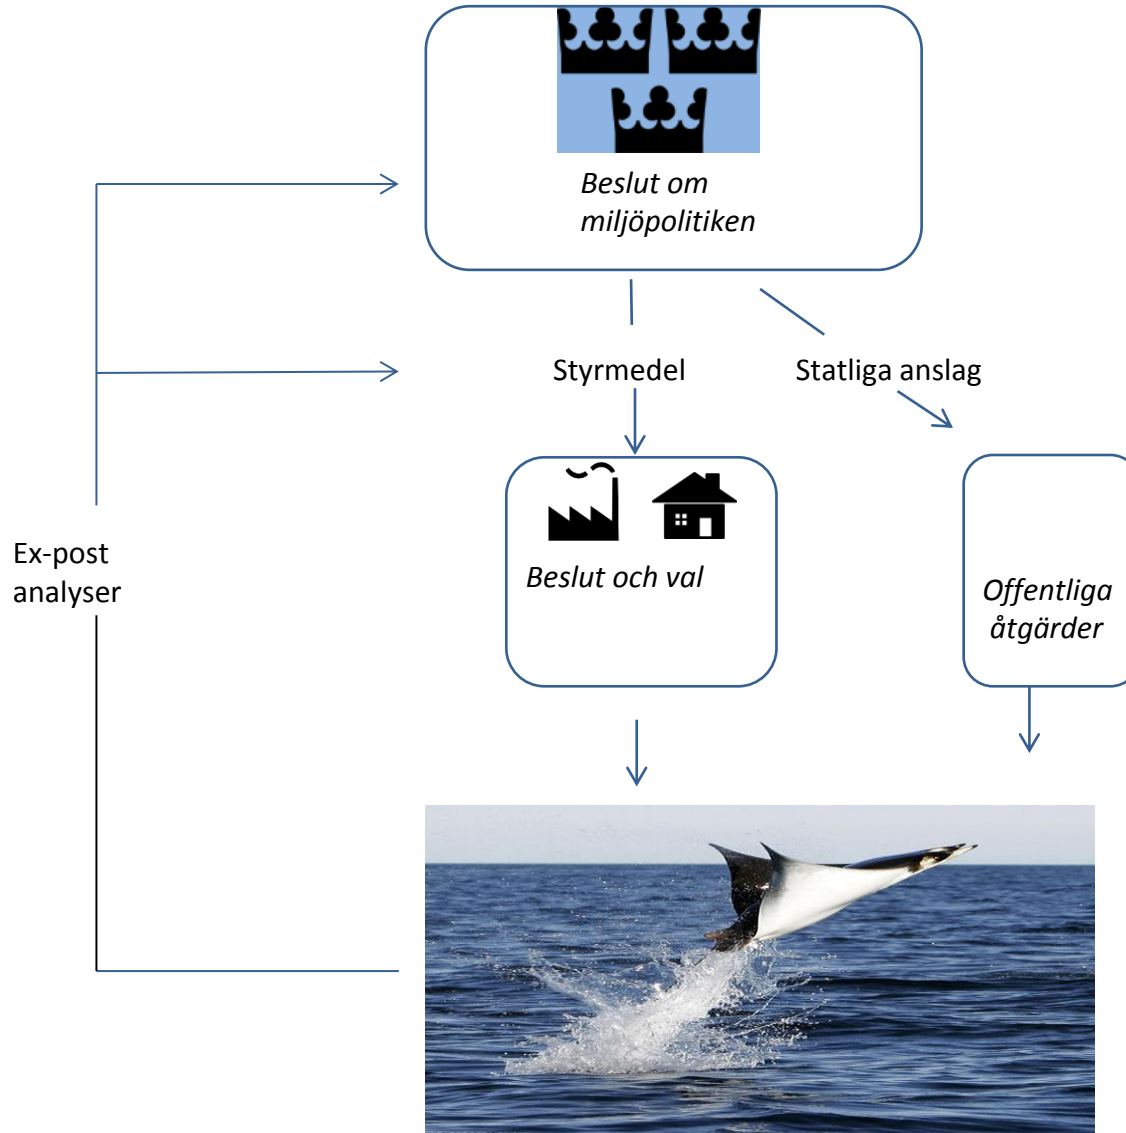 Beslut om
miljöpolitiken
Styrmedel
Statliga anslag
Beslut och val
Ex-post
analyser
Offentliga
åtgärder